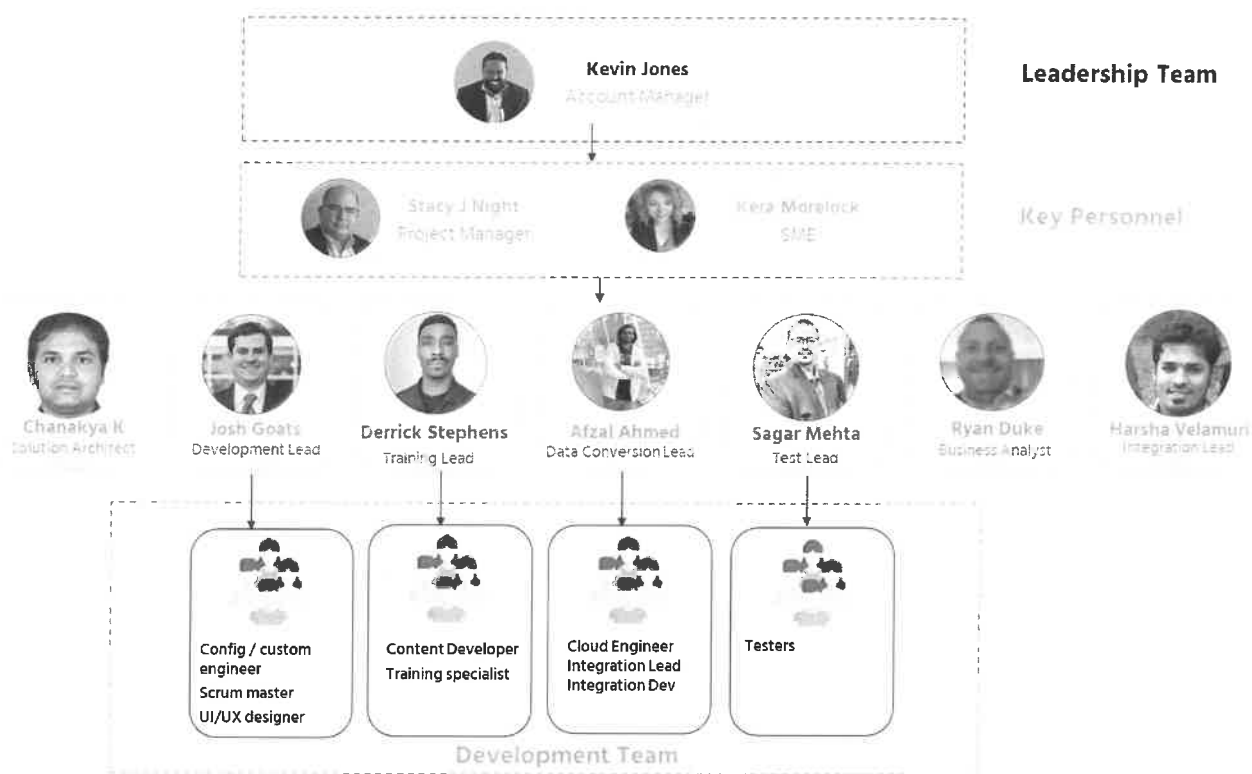 Kevin Jones
Account Manager
Leadership Team
Stacy J Night
Project Manager
Kera Morelock
SME
Key Personnel
Chanakya K
Solution Architect
Josh Goats
Development Lead
Derrick Stephens
Training Lead
Afzal Ahmed
Data Conversion Lead
Sagar Mehta
Test Lead
Ryan Duke
Business Analyst
Harsha Velamuri
Integration Lead
Config / custom
engineer
Scrum master
UI/UX designer
Content Developer
Training specialist
Cloud Engineer
Integration Lead
Integration Dev
Testers
Development Team